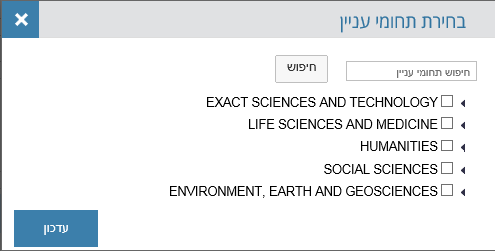 בחירת תחומי עניין
חיפוש תחומי עניין
חיפוש
EXACT SCIENCES AND TECHNOLOGY
LIFE SCIENCES AND MEDICINE
HUMANITIES
SOCIAL SCIENCES
ENVIRONMENT, EARTH AND GEOSCIENCES
עדכון